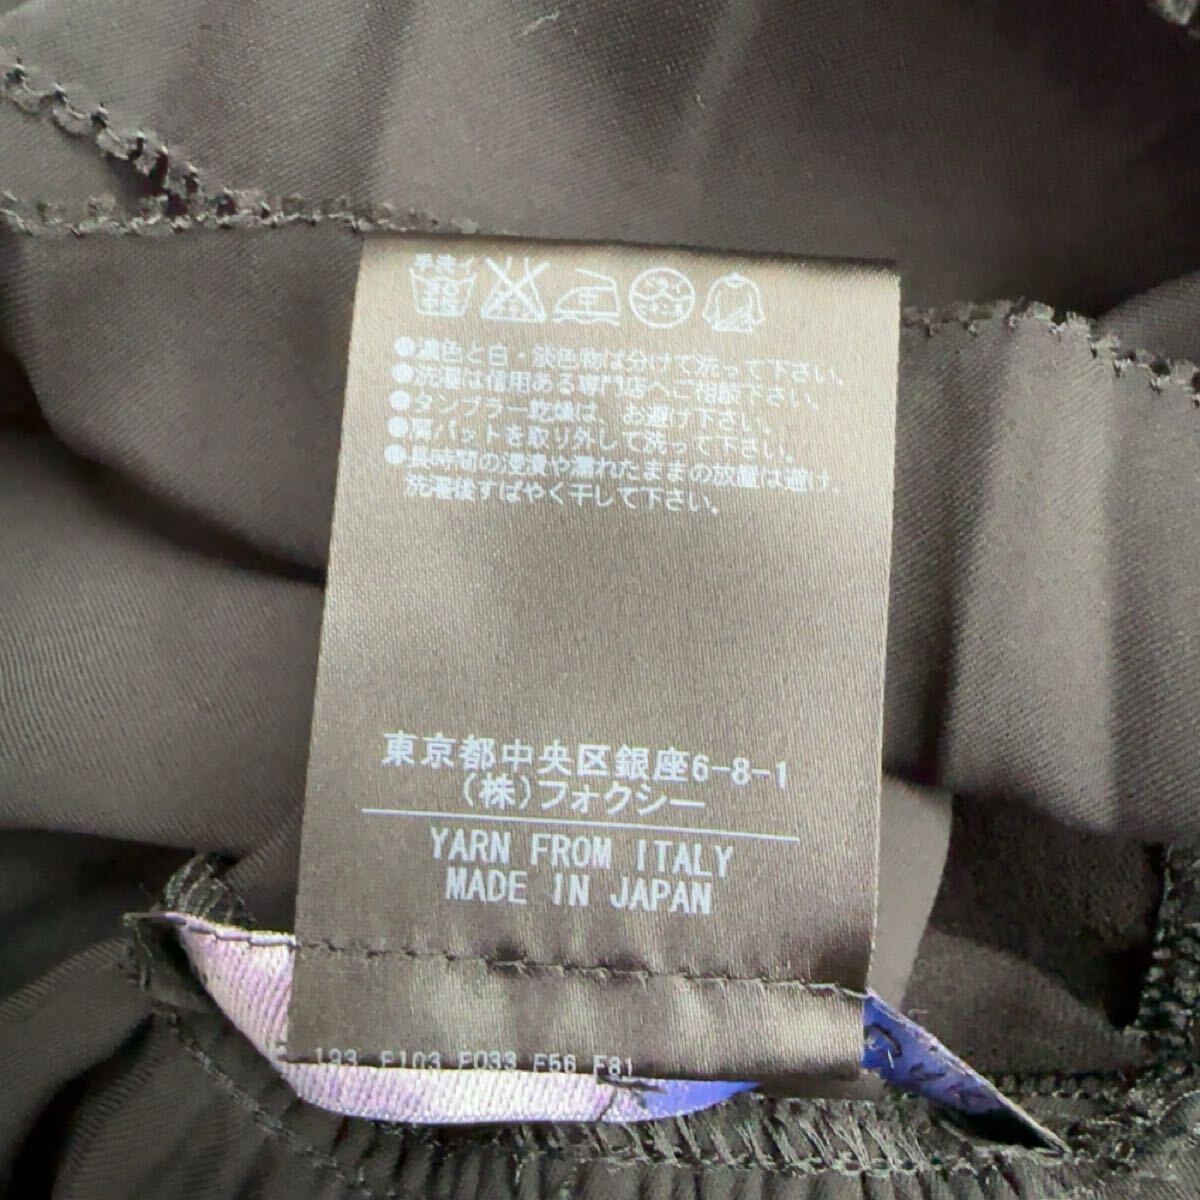 手洗イ
中
●濃色と白・淡色物は分けて洗って下さい。
●洗濯は信用ある専門店へご相談下さい。
●タンブラー乾燥は、お避け下さい。
●肩パットを取り外して洗って下さい。
●長時間の浸漬や濡れたままの放置は避け、
洗濯後すばやく干して下さい。
東京都中央区銀座6-8-1
(株)フォクシー
YARN FROM ITALY
MADE IN JAPAN
193 F103 F033 F56 F81